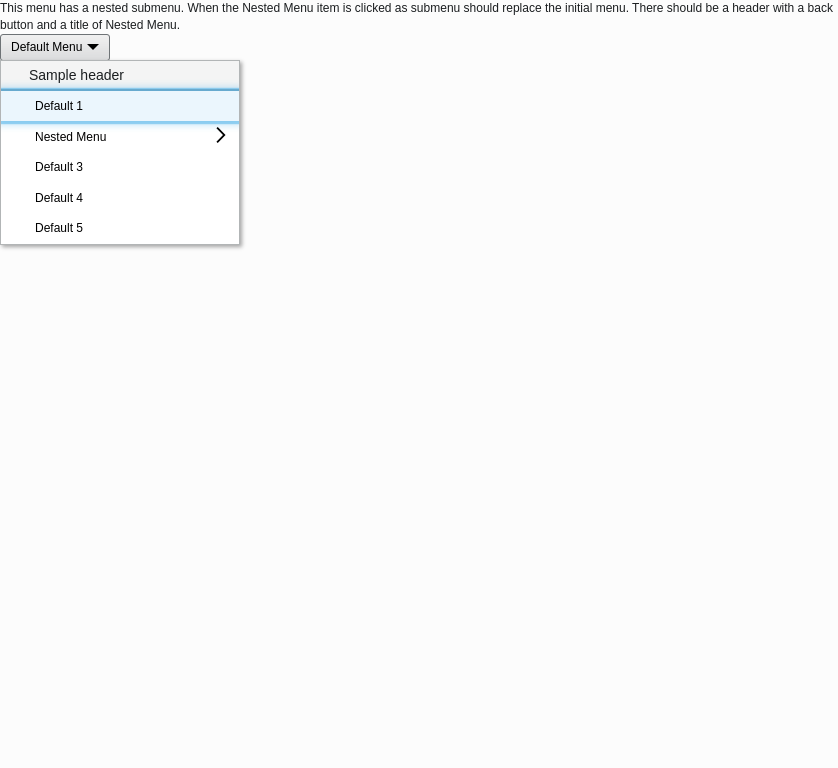 This menu has a nested submenu. When the Nested Menu item is clicked as submenu should replace the initial menu. There should be a header with a back
button and a title of Nested Menu.
Default Menu
Sample header
Default 1
Nested Menu
Default 3
Default 4
Default 5